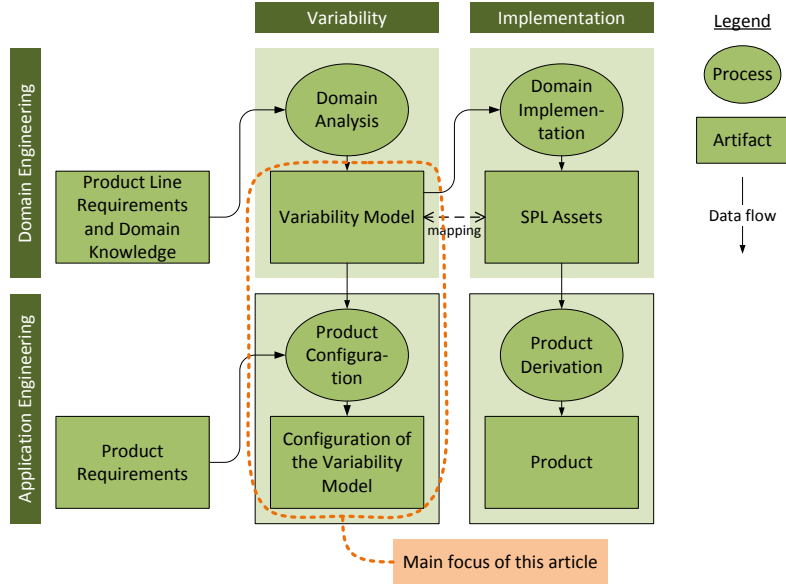 Variability
Implementation
Legend
Domain Engineering
Domain
Analysis
Domain
Implemen-
tation
Process
Artifact
Product Line
Requirements
and Domain
Knowledge
Variability Model
mapping
SPL Assets
Data flow
Application Engineering
Product
Configura-
tion
Product
Derivation
Product
Requirements
Configuration of
the Variability
Model
Product
Main focus of this article